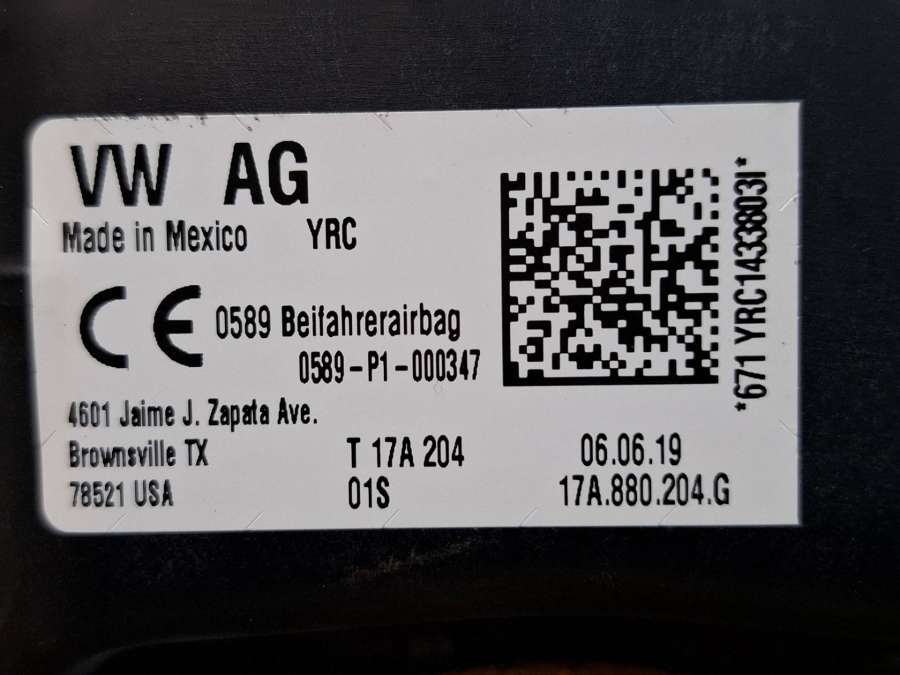 VW AG
Made in Mexico YRC
CE 0589 Beifahrerairbag
0589-P1-000347
4601 Jaime J. Zapata Ave.
Brownsville TX T 17A 204 06.06.19
78521 USA 01S 17A.880.204.G
*671 YRC1433803I*